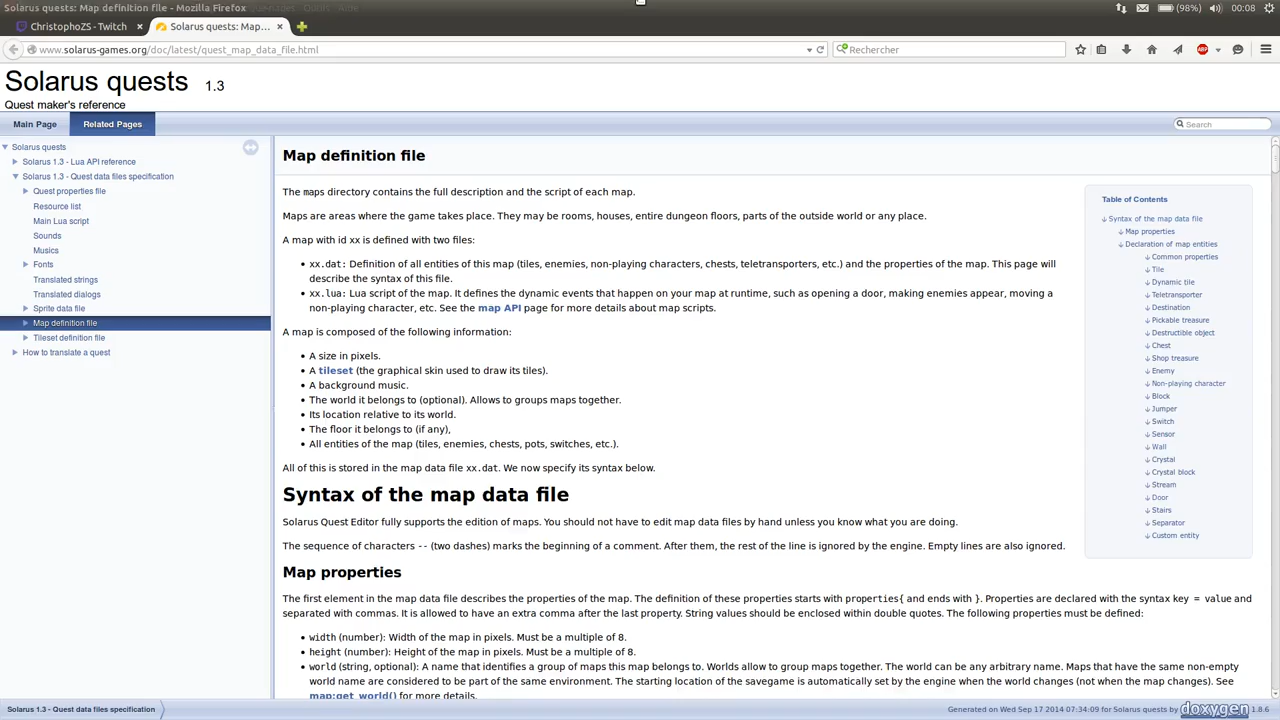 Solarus quests: Map definition file - Mozilla Firefox
(98%) 00:08
ChristophoZS - Twitch × Solarus quests: Map... ×
www.solarus-games.org/doc/latest/quest_map_data_file.html Rechercher
Solarus quests 1.3
Quest maker's reference
Main Page Related Pages Search
Solarus quests
Solarus 1.3 - Lua API reference
Solarus 1.3 - Quest data files specification
Quest properties file
Resource list
Main Lua script
Sounds
Musics
Fonts
Translated strings
Translated dialogs
Sprite data file
Map definition file
Tileset definition file
How to translate a quest
Map definition file
The maps directory contains the full description and the script of each map.
Maps are areas where the game takes place. They may be rooms, houses, entire dungeon floors, parts of the outside world or any place.
A map with id xx is defined with two files:
• xx.dat: Definition of all entities of this map (tiles, enemies, non-playing characters, chests, teletransporters, etc.) and the properties of the map. This page will
describe the syntax of this file.
• xx.lua: Lua script of the map. It defines the dynamic events that happen on your map at runtime, such as opening a door, making enemies appear, moving a
non-playing character, etc. See the map API page for more details about map scripts.
A map is composed of the following information:
• A size in pixels.
• A tileset (the graphical skin used to draw its tiles).
• A background music.
• The world it belongs to (optional). Allows to groups maps together.
• Its location relative to its world.
• The floor it belongs to (if any),
• All entities of the map (tiles, enemies, chests, pots, switches, etc.).
All of this is stored in the map data file xx.dat. We now specify its syntax below.
Syntax of the map data file
Solarus Quest Editor fully supports the edition of maps. You should not have to edit map data files by hand unless you know what you are doing.
The sequence of characters -- (two dashes) marks the beginning of a comment. After them, the rest of the line is ignored by the engine. Empty lines are also ignored.
Map properties
The first element in the map data file describes the properties of the map. The definition of these properties starts with properties{ and ends with }. Properties are declared with the syntax key = value and
separated with commas. It is allowed to have an extra comma after the last property. String values should be enclosed within double quotes. The following properties must be defined:
• width (number): Width of the map in pixels. Must be a multiple of 8.
• height (number): Height of the map in pixels. Must be a multiple of 8.
• world (string, optional): A name that identifies a group of maps this map belongs to. Worlds allow to group maps together. The world can be any arbitrary name. Maps that have the same non-empty
world name are considered to be part of the same environment. The starting location of the savegame is automatically set by the engine when the world changes (not when the map changes). See
map:get_world() for more details.
Table of Contents
↓ Syntax of the map data file
↓ Map properties
↓ Declaration of map entities
↓ Common properties
↓ Tile
↓ Dynamic tile
↓ Teletransporter
↓ Destination
↓ Pickable treasure
↓ Destructible object
↓ Chest
↓ Shop treasure
↓ Enemy
↓ Non-playing character
↓ Block
↓ Jumper
↓ Switch
↓ Sensor
↓ Wall
↓ Crystal
↓ Crystal block
↓ Stream
↓ Door
↓ Stairs
↓ Separator
↓ Custom entity
Solarus 1.3 - Quest data files specification Generated on Wed Sep 17 2014 07:34:09 for Solarus quests by doxygen 1.8.6